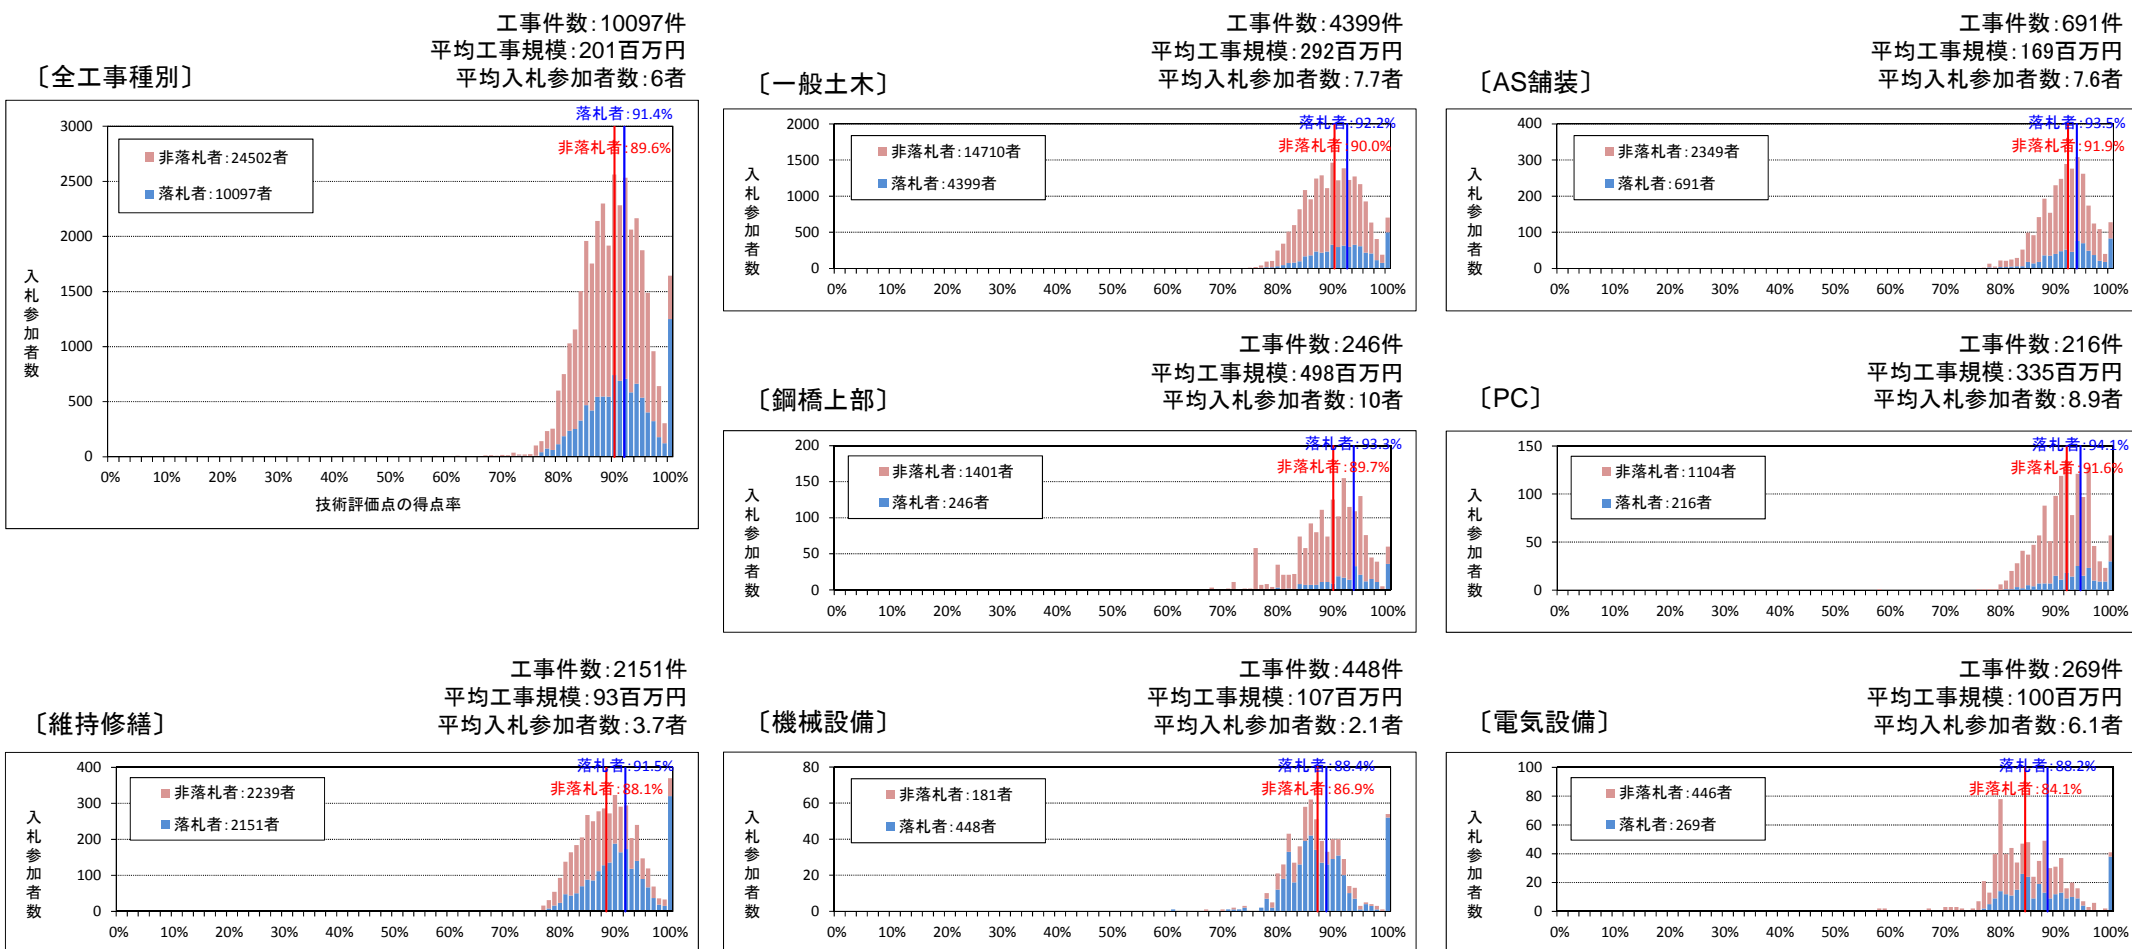 工事件数:10097件
平均工事規模:201百万円
平均入札参加者数:6者
〔全工事種別〕
落札者:91.4%
非落札者:89.6%
非落札者:24502者
落札者:10097者
3000
2500
2000
1500
1000
500
0
入札参加者数
0% 10% 20% 30% 40% 50% 60% 70% 80% 90% 100%
技術評価点の得点率
工事件数:4399件
平均工事規模:292百万円
平均入札参加者数:7.7者
〔一般土木〕
落札者:92.2%
非落札者:90.0%
非落札者:14710者
落札者:4399者
2000
1500
1000
500
0
入札参加者数
0% 10% 20% 30% 40% 50% 60% 70% 80% 90% 100%
工事件数:691件
平均工事規模:169百万円
平均入札参加者数:7.6者
〔AS舗装〕
落札者:93.5%
非落札者:91.9%
非落札者:2349者
落札者:691者
400
300
200
100
0
入札参加者数
0% 10% 20% 30% 40% 50% 60% 70% 80% 90% 100%
工事件数:246件
平均工事規模:498百万円
平均入札参加者数:10者
〔鋼橋上部〕
落札者:93.3%
非落札者:89.7%
非落札者:1401者
落札者:246者
200
150
100
50
0
入札参加者数
0% 10% 20% 30% 40% 50% 60% 70% 80% 90% 100%
工事件数:216件
平均工事規模:335百万円
平均入札参加者数:8.9者
〔PC〕
落札者:94.1%
非落札者:91.6%
非落札者:1104者
落札者:216者
150
100
50
0
入札参加者数
0% 10% 20% 30% 40% 50% 60% 70% 80% 90% 100%
工事件数:2151件
平均工事規模:93百万円
平均入札参加者数:3.7者
〔維持修繕〕
落札者:91.5%
非落札者:88.1%
非落札者:2239者
落札者:2151者
400
300
200
100
0
入札参加者数
0% 10% 20% 30% 40% 50% 60% 70% 80% 90% 100%
工事件数:448件
平均工事規模:107百万円
平均入札参加者数:2.1者
〔機械設備〕
落札者:88.4%
非落札者:86.9%
非落札者:181者
落札者:448者
80
60
40
20
0
入札参加者数
0% 10% 20% 30% 40% 50% 60% 70% 80% 90% 100%
工事件数:269件
平均工事規模:100百万円
平均入札参加者数:6.1者
〔電気設備〕
落札者:88.2%
非落札者:84.1%
非落札者:446者
落札者:269者
100
80
60
40
20
0
入札参加者数
0% 10% 20% 30% 40% 50% 60% 70% 80% 90% 100%